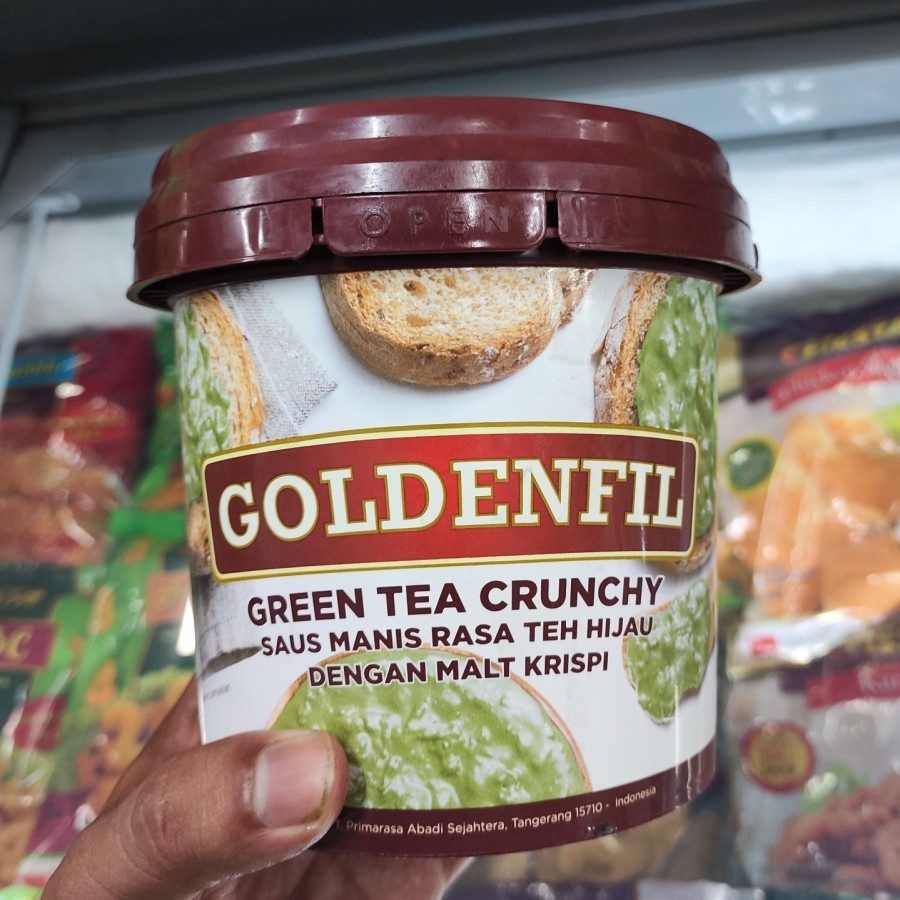 OPEN
GOLDENFIL
GREEN TEA CRUNCHY
SAUS MANIS RASA TEH HIJAU
DENGAN MALT KRISPI
Primarasa Abadi Sejahtera, Tangerang 15710 - Indonesia